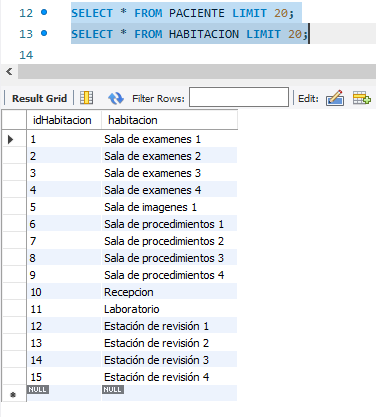 12 SELECT * FROM PACIENTE LIMIT 20;
13 SELECT * FROM HABITACION LIMIT 20;
14
Result Grid Filter Rows: Edit:
idHabitacion habitacion
1 Sala de examenes 1
2 Sala de examenes 2
3 Sala de examenes 3
4 Sala de examenes 4
5 Sala de imagenes 1
6 Sala de procedimientos 1
7 Sala de procedimientos 2
8 Sala de procedimientos 3
9 Sala de procedimientos 4
10 Recepcion
11 Laboratorio
12 Estación de revisión 1
13 Estación de revisión 2
14 Estación de revisión 3
15 Estación de revisión 4
NULL NULL